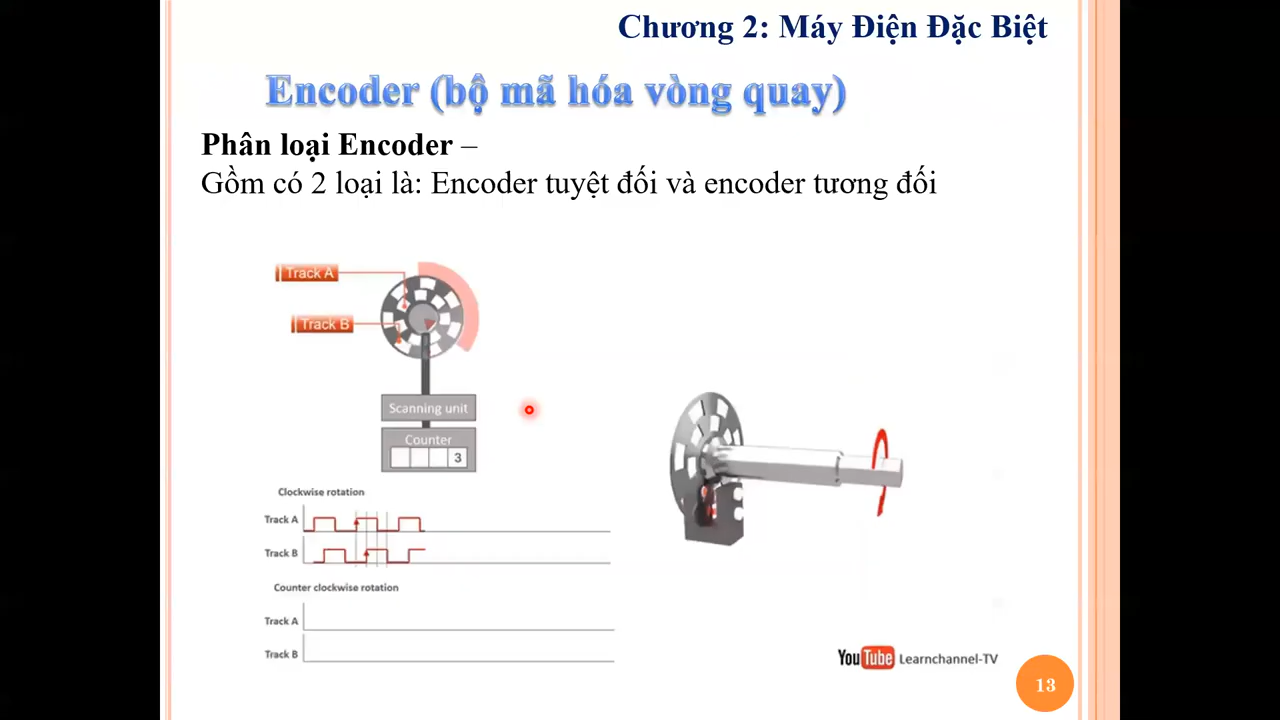 Chương 2: Máy Điện Đặc Biệt
Encoder (bộ mã hóa vòng quay)
Phân loại Encoder –
Gồm có 2 loại là: Encoder tuyệt đối và encoder tương đối
Track A
Track B
Scanning unit
Counter
3
Clockwise rotation
Track A
Track B
Counter clockwise rotation
Track A
Track B
YouTube Learnchannel-TV
13